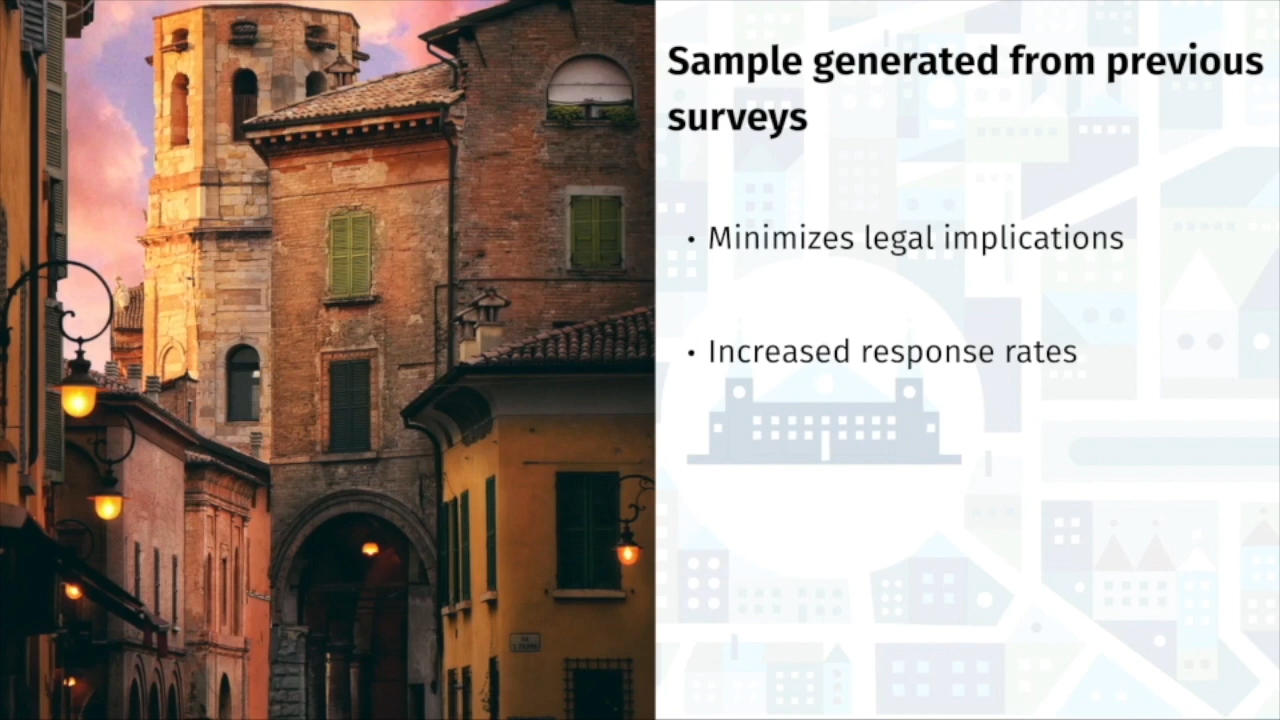 Sample generated from previous
surveys
• Minimizes legal implications
• Increased response rates